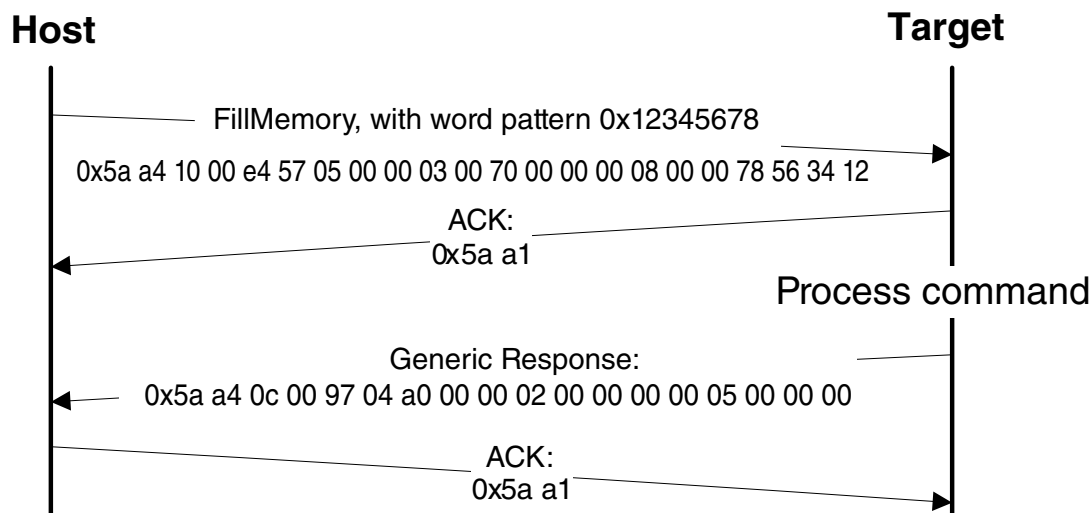 Host
Target
FillMemory, with word pattern 0x12345678
0x5a a4 10 00 e4 57 05 00 00 03 00 70 00 00 00 08 00 00 78 56 34 12
ACK:
0x5a a1
Process command
Generic Response:
0x5a a4 0c 00 97 04 a0 00 00 02 00 00 00 00 05 00 00 00
ACK:
0x5a a1